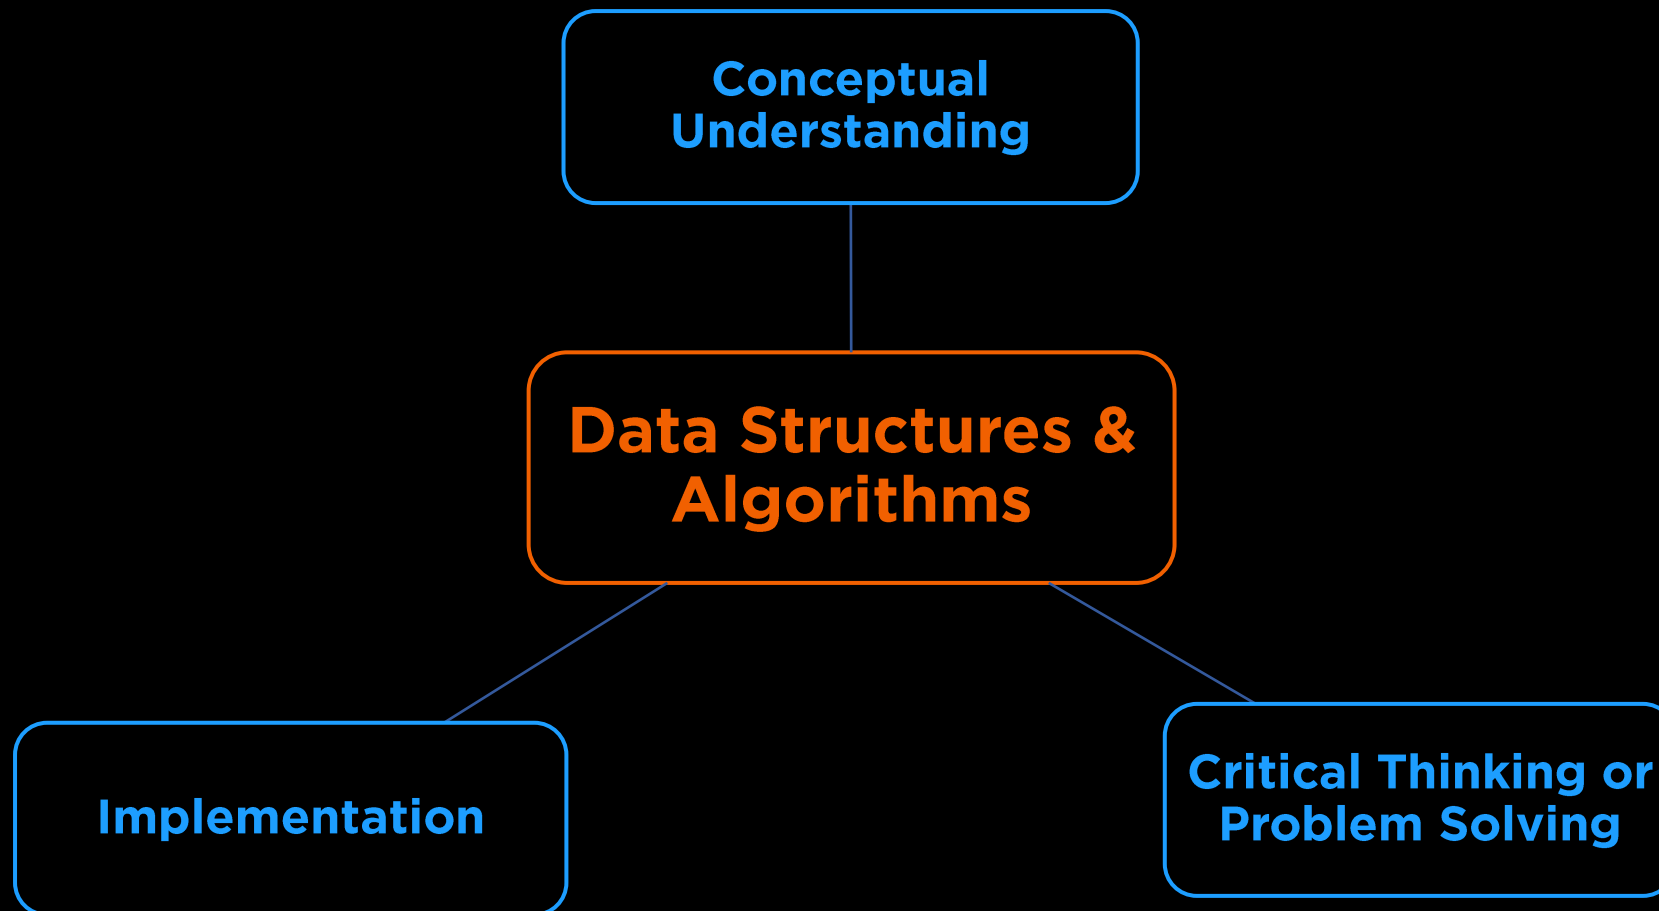 Conceptual
Understanding
Data Structures &
Algorithms
Implementation
Critical Thinking or
Problem Solving